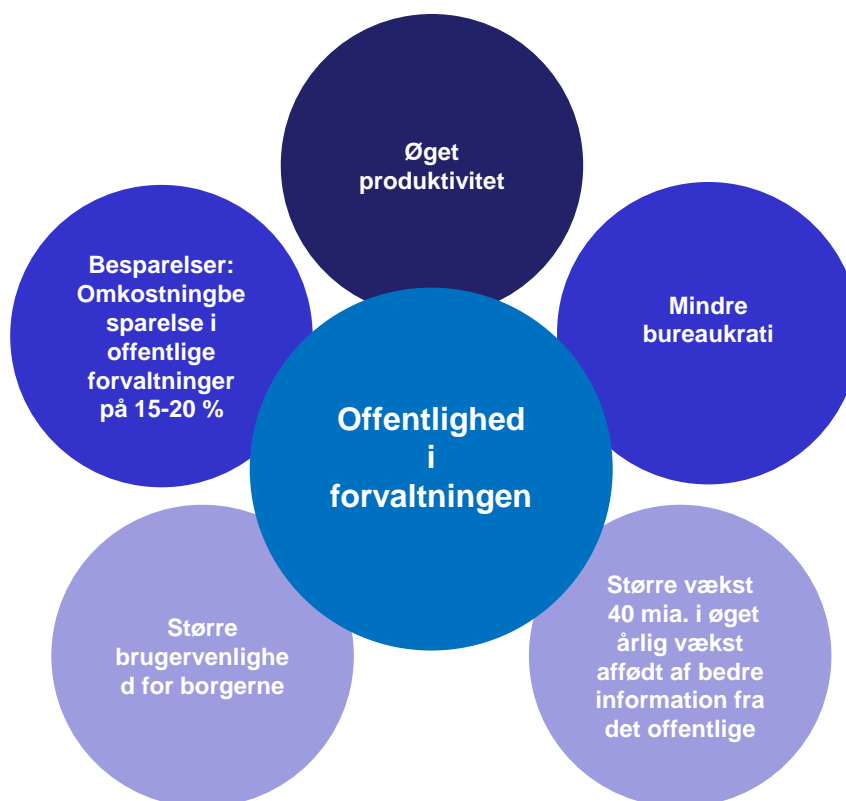 Øget
produktivitet
Besparelser:
Omkostningbe
sparelse i
offentlige
forvaltninger
på 15-20 %
Mindre
bureaukrati
Offentlighed
i
forvaltningen
Større
brugervenlighe
d for borgerne
Større vækst
40 mia. i øget
årlig vækst
affødt af bedre
information fra
det offentlige